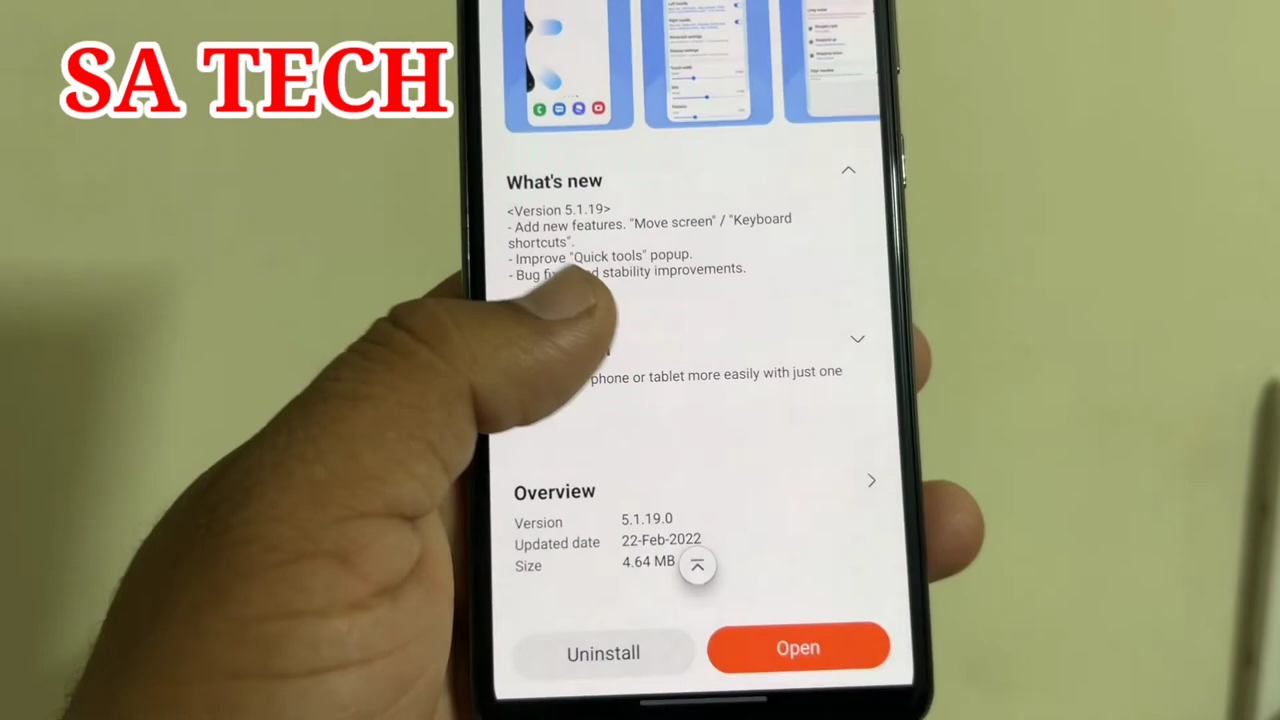 SA TECH
What's new
<Version 5.1.19>
- Add new features. "Move screen" / "Keyboard
shortcuts".
- Improve "Quick tools" popup.
- Bug and stability improvements.
phone or tablet more easily with just one
Overview
Version 5.1.19.0
Updated date 22-Feb-2022
Size 4.64 MB
Uninstall Open